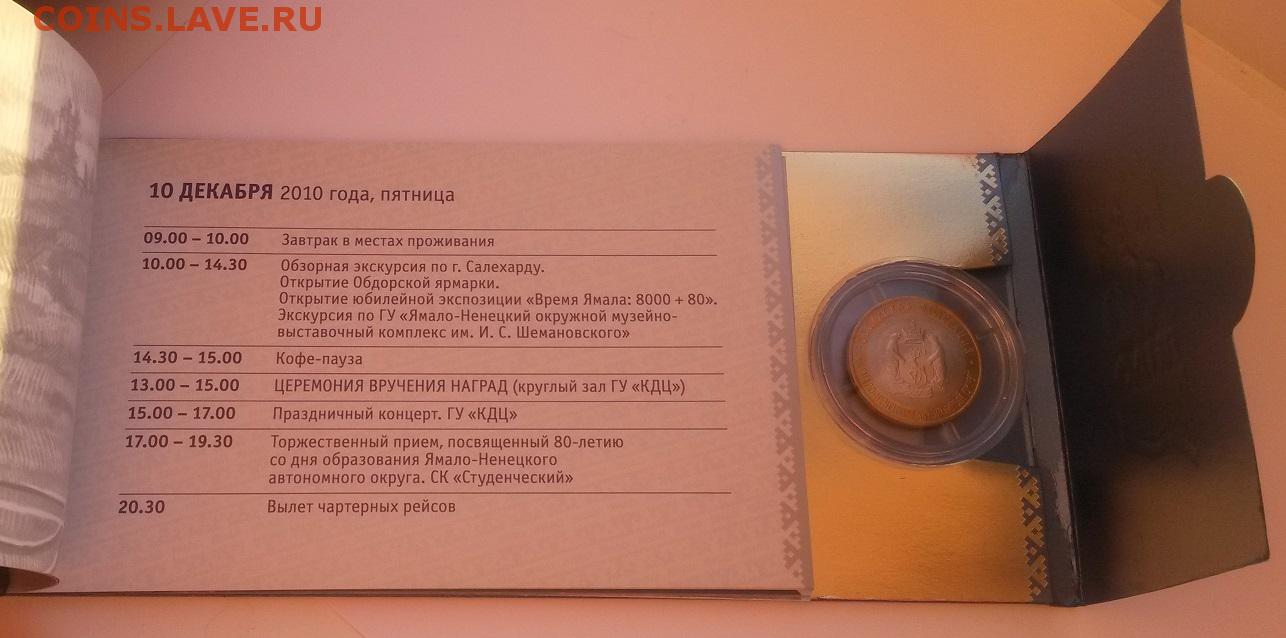 COINS.LAVE.RU
10 ДЕКАБРЯ 2010 года, пятница
09.00 – 10.00 Завтрак в местах проживания
10.00 – 14.30 Обзорная экскурсия по г. Салехарду.
Открытие Обдорской ярмарки.
Открытие юбилейной экспозиции «Время Ямала: 8000 + 80».
Экскурсия по ГУ «Ямало-Ненецкий окружной музейно-
выставочный комплекс им. И. С. Шемановского»
14.30 – 15.00 Кофе-пауза
13.00 – 15.00 ЦЕРЕМОНИЯ ВРУЧЕНИЯ НАГРАД (круглый зал ГУ «КДЦ»)
15.00 – 17.00 Праздничный концерт. ГУ «КДЦ»
17.00 – 19.30 Торжественный прием, посвященный 80-летию
со дня образования Ямало-Ненецкого
автономного округа. СК «Студенческий»
20.30 Вылет чартерных рейсов